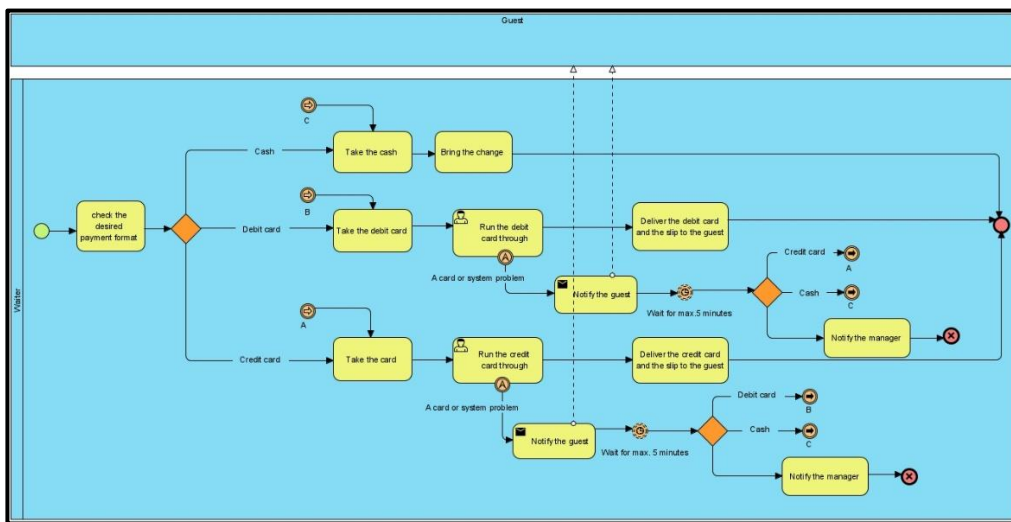 Guest
Waiter
C
Cash
Take the cash
Bring the change
check the
desired
payment format
B
Debit card
Take the debit card
Run the debit
card through
A
Deliver the debit card
and the slip to the guest
A card or system problem
Notify the guest
Wait for max.5 minutes
Credit card
A
Cash
C
Notify the manager
A
Credit card
Take the card
Run the credit
card through
A
Deliver the credit card
and the slip to the guest
A card or system problem
Notify the guest
Wait for max. 5 minutes
Debit card
B
Cash
C
Notify the manager